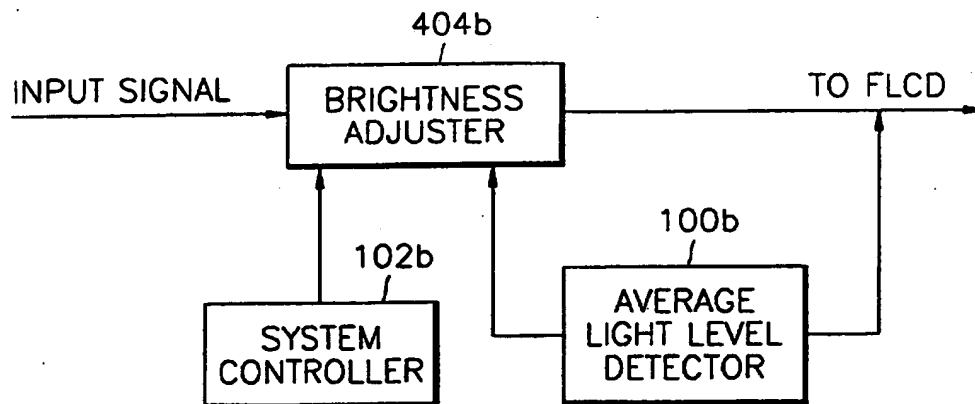 404b
INPUT SIGNAL
BRIGHTNESS
ADJUSTER
TO FLCD
102b
SYSTEM
CONTROLLER
100b
AVERAGE
LIGHT LEVEL
DETECTOR